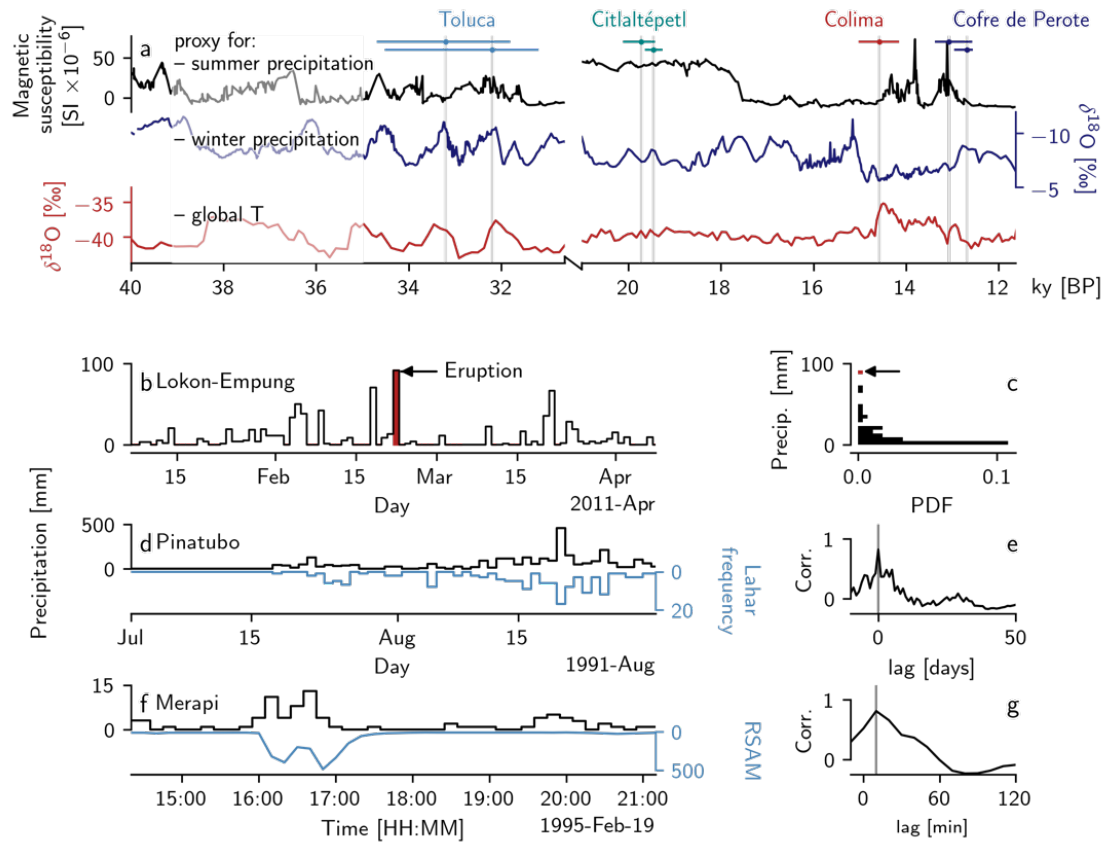 Toluca
Citlaltépetl
Colima
Cofre de Perote
Magnetic
susceptibility
[SI ×10⁻⁶]
50
0
a
proxy for:
– summer precipitation
– winter precipitation
– global T
δ¹⁸O [‰]
−35
−40
−10
−5
δ¹⁸O
[‰]
40
38
36
34
32
20
18
16
14
12
ky [BP]
Precipitation [mm]
100
0
b Lokon-Empung
Eruption
15
Feb
15
Mar
15
Apr
Day
2011-Apr
Precip. [mm]
100
0
c
0.0
0.1
PDF
500
0
d Pinatubo
0
20
Lahar
frequency
Jul
15
Aug
15
Day
1991-Aug
Corr.
1
0
e
0
50
lag [days]
15
0
f Merapi
0
500
RSAM
15:00
16:00
17:00
18:00
19:00
20:00
21:00
Time [HH:MM]
1995-Feb-19
Corr.
1
0
g
0
60
120
lag [min]